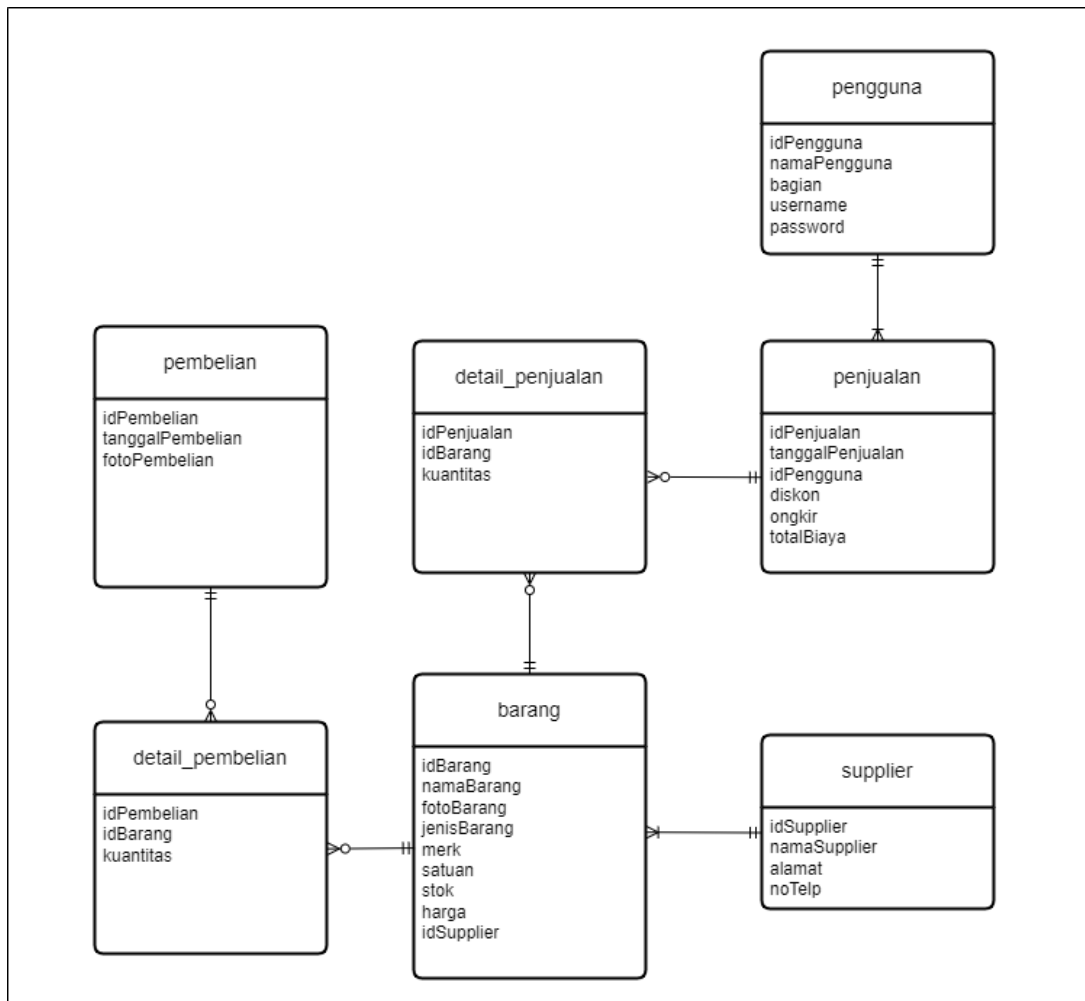 pengguna
idPengguna
namaPengguna
bagian
username
password
pembelian
idPembelian
tanggalPembelian
fotoPembelian
detail_penjualan
idPenjualan
idBarang
kuantitas
penjualan
idPenjualan
tanggalPenjualan
idPengguna
diskon
ongkir
totalBiaya
detail_pembelian
idPembelian
idBarang
kuantitas
barang
idBarang
namaBarang
fotoBarang
jenisBarang
merk
satuan
stok
harga
idSupplier
supplier
idSupplier
namaSupplier
alamat
noTelp